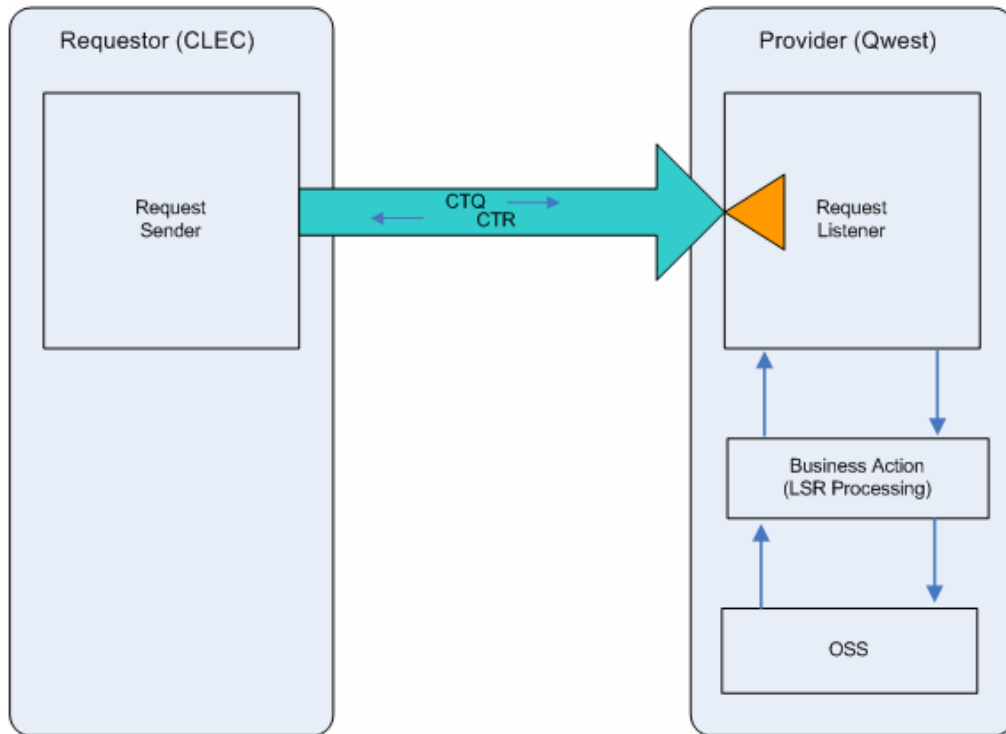 Requestor (CLEC)
Provider (Qwest)
Request
Sender
CTQ
CTR
Request
Listener
Business Action
(LSR Processing)
OSS